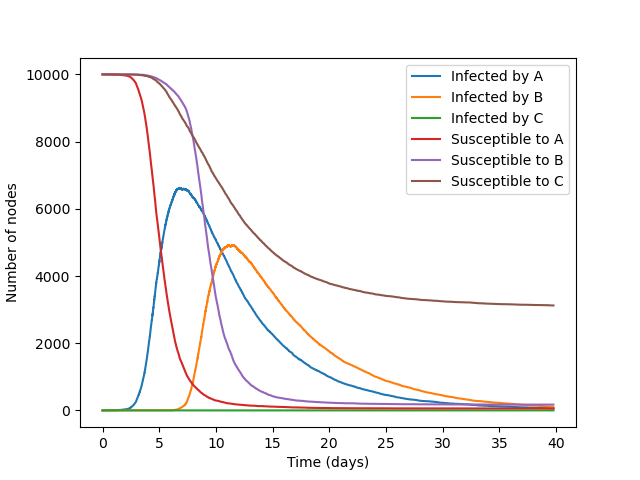 10000
8000
6000
4000
2000
0
Number of nodes
0 5 10 15 20 25 30 35 40
Time (days)
Infected by A
Infected by B
Infected by C
Susceptible to A
Susceptible to B
Susceptible to C